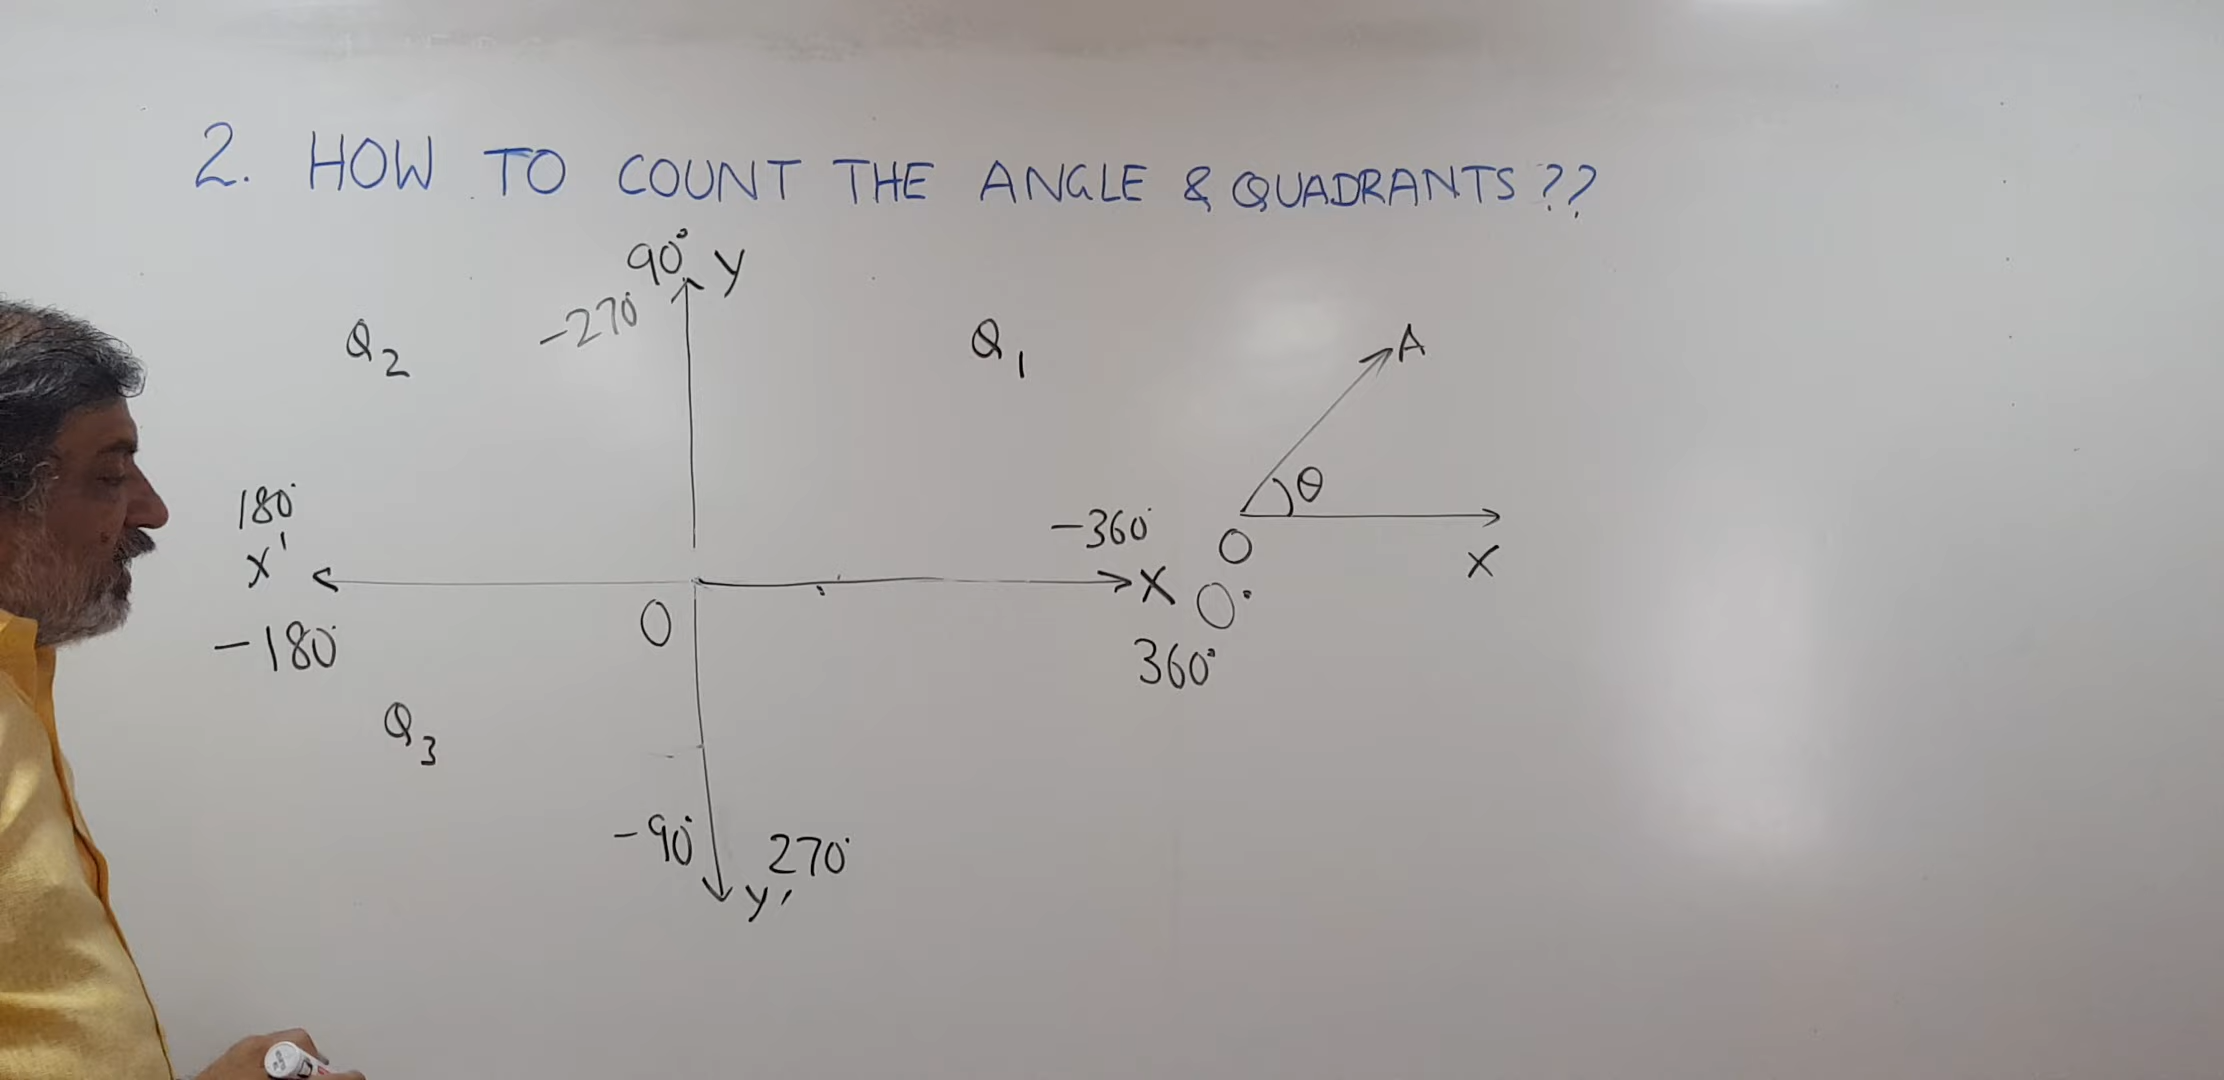 2. HOW TO COUNT THE ANGLE & QUADRANTS ??
90° Y
-270°
Q2
Q1
A
θ
180°
-360°
O
X
X'
X 0°
O
-180°
360°
Q3
-90°
270°
Y'